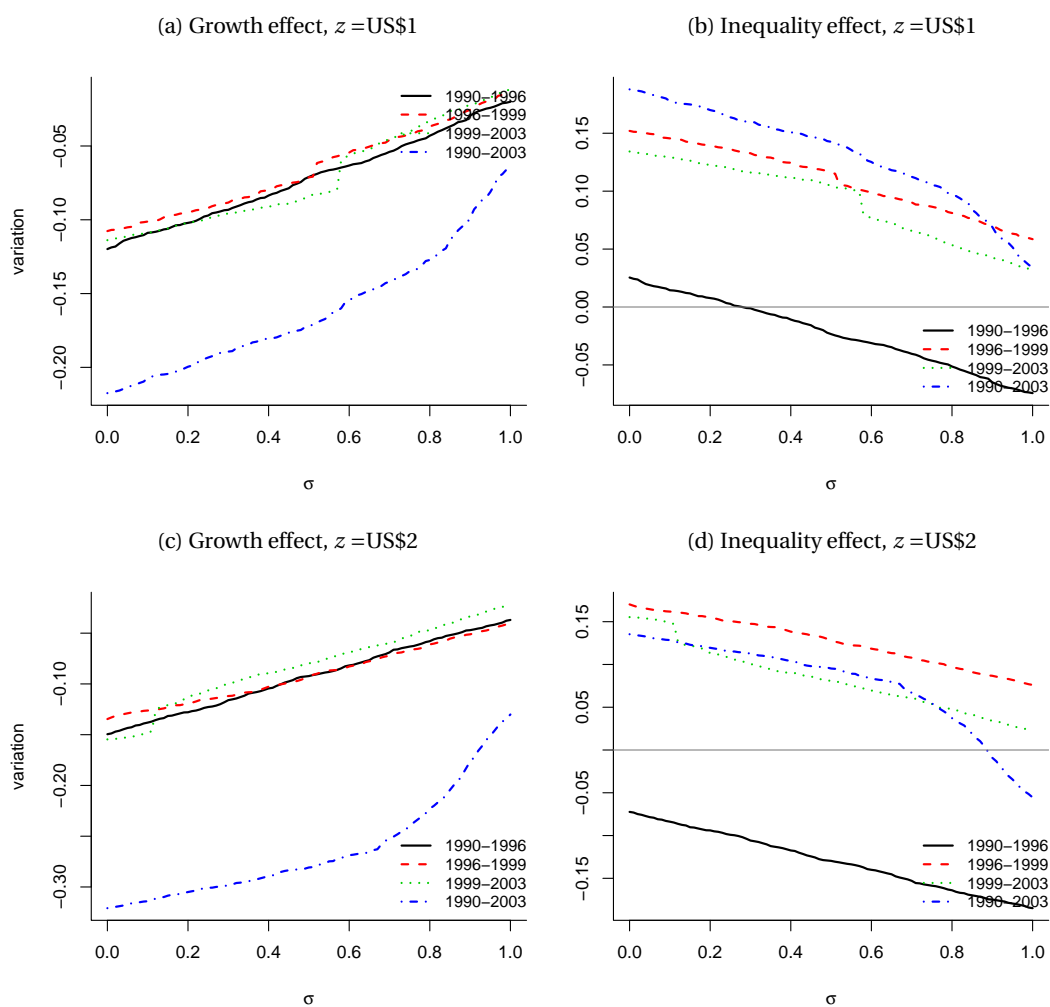 (a) Growth effect, z =US$1
variation
−0.05
−0.10
−0.15
−0.20
0.0 0.2 0.4 0.6 0.8 1.0
σ
1990−1996
1996−1999
1999−2003
1990−2003
(b) Inequality effect, z =US$1
0.15
0.10
0.05
0.00
−0.05
0.0 0.2 0.4 0.6 0.8 1.0
σ
1990−1996
1996−1999
1999−2003
1990−2003
(c) Growth effect, z =US$2
variation
−0.10
−0.20
−0.30
0.0 0.2 0.4 0.6 0.8 1.0
σ
1990−1996
1996−1999
1999−2003
1990−2003
(d) Inequality effect, z =US$2
0.15
0.05
−0.05
−0.15
0.0 0.2 0.4 0.6 0.8 1.0
σ
1990−1996
1996−1999
1999−2003
1990−2003